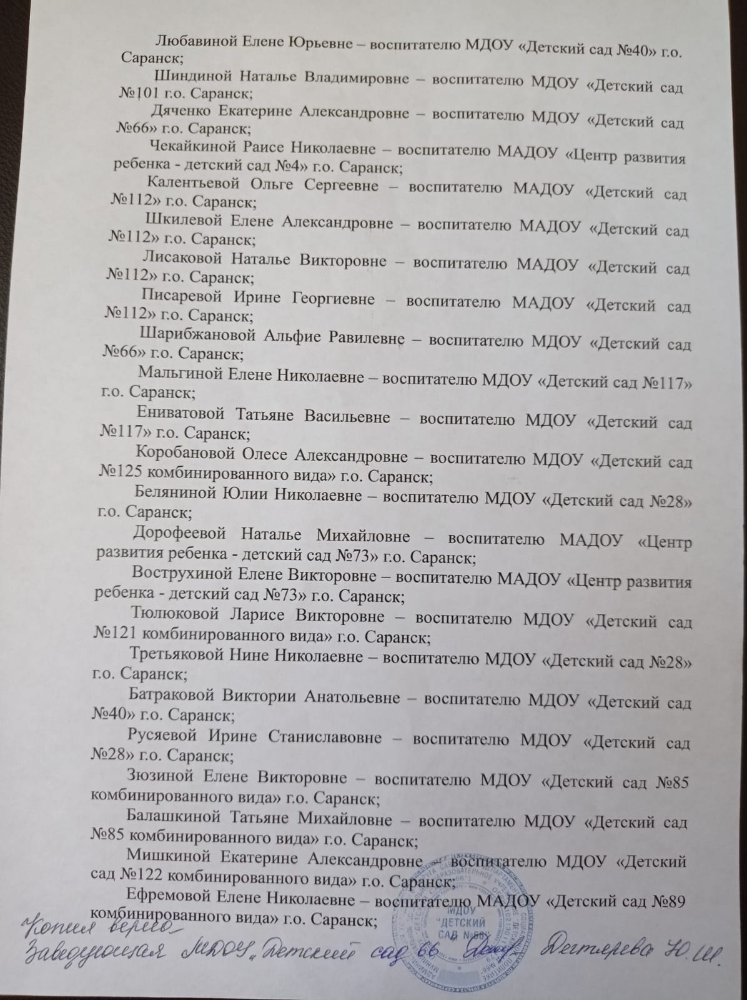 Любавиной Елене Юрьевне – воспитателю МДОУ «Детский сад №40» г.о.
Саранск;
Шиндиной Наталье Владимировне – воспитателю МДОУ «Детский сад
№101 г.о. Саранск;
Дяченко Екатерине Александровне – воспитателю МДОУ «Детский сад
№66» г.о. Саранск;
Чекайкиной Раисе Николаевне – воспитателю МАДОУ «Центр развития
ребенка - детский сад №4» г.о. Саранск;
Калентьевой Ольге Сергеевне – воспитателю МАДОУ «Детский сад
№112» г.о. Саранск;
Шкилевой Елене Александровне – воспитателю МАДОУ «Детский сад
№112» г.о. Саранск;
Лисаковой Наталье Викторовне – воспитателю МАДОУ «Детский сад
№112» г.о. Саранск;
Писаревой Ирине Георгиевне – воспитателю МАДОУ «Детский сад
№112» г.о. Саранск;
Шарибжановой Альфие Равилевне – воспитателю МДОУ «Детский сад
№66» г.о. Саранск;
Мальгиной Елене Николаевне – воспитателю МДОУ «Детский сад №117»
г.о. Саранск;
Ениватовой Татьяне Васильевне – воспитателю МДОУ «Детский сад
№117» г.о. Саранск;
Коробановой Олесе Александровне – воспитателю МДОУ «Детский сад
№125 комбинированного вида» г.о. Саранск;
Беляниной Юлии Николаевне – воспитателю МДОУ «Детский сад №28»
г.о. Саранск;
Дорофеевой Наталье Михайловне – воспитателю МАДОУ «Центр
развития ребенка - детский сад №73» г.о. Саранск;
Вострухиной Елене Викторовне – воспитателю МАДОУ «Центр развития
ребенка - детский сад №73» г.о. Саранск;
Тюлюковой Ларисе Викторовне – воспитателю МДОУ «Детский сад
№121 комбинированного вида» г.о. Саранск;
Третьяковой Нине Николаевне – воспитателю МДОУ «Детский сад №28»
г.о. Саранск;
Батраковой Виктории Анатольевне – воспитателю МДОУ «Детский сад
№40» г.о. Саранск;
Русяевой Ирине Станиславовне – воспитателю МДОУ «Детский сад
№28» г.о. Саранск;
Зюзиной Елене Викторовне – воспитателю МДОУ «Детский сад №85
комбинированного вида» г.о. Саранск;
Балашкиной Татьяне Михайловне – воспитателю МДОУ «Детский сад
№85 комбинированного вида» г.о. Саранск;
Мишкиной Екатерине Александровне – воспитателю МДОУ «Детский
сад №122 комбинированного вида» г.о. Саранск;
Ефремовой Елене Николаевне – воспитателю МАДОУ «Детский сад №89
комбинированного вида» г.о. Саранск;
МДОУ
"ДЕТСКИЙ
САД №66"
Копия верна
Заведующая МДОУ „Детский сад 66" Дегтярева Ю.Ш.